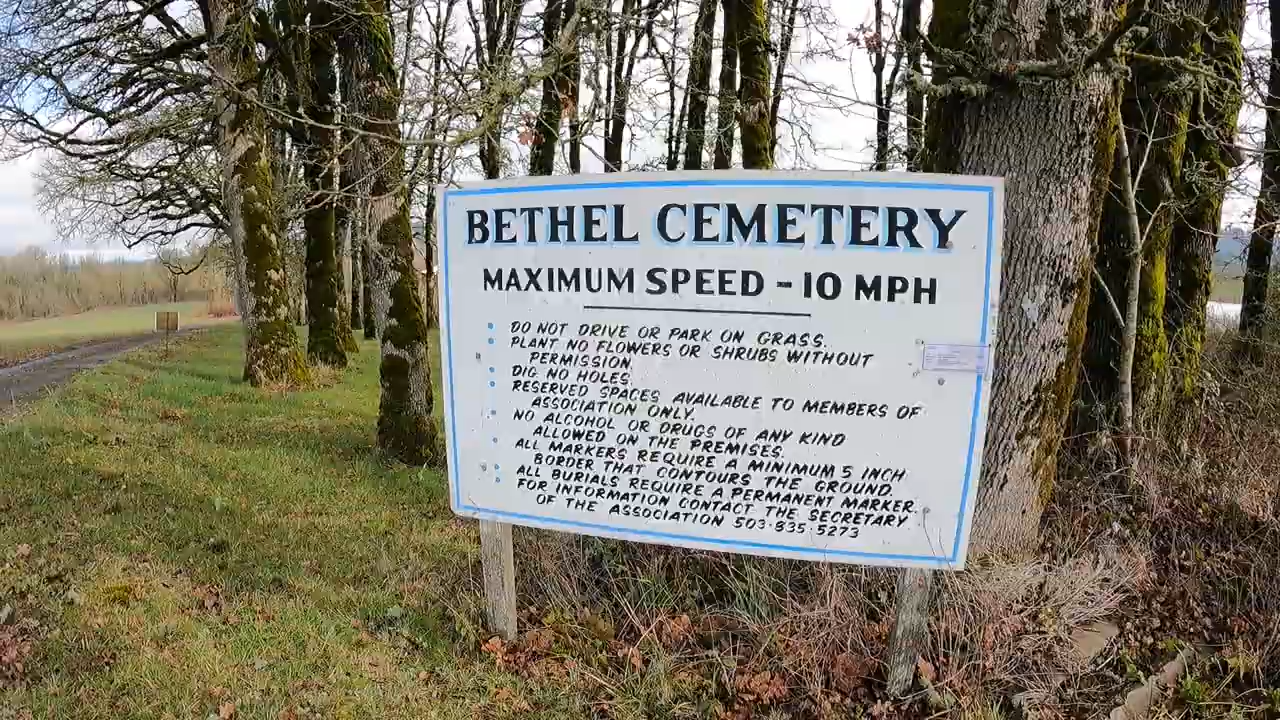 BETHEL CEMETERY
MAXIMUM SPEED - 10 MPH
• DO NOT DRIVE OR PARK ON GRASS.
• PLANT NO FLOWERS OR SHRUBS WITHOUT
PERMISSION.
• DIG NO HOLES.
• RESERVED SPACES AVAILABLE TO MEMBERS OF
ASSOCIATION ONLY.
• NO ALCOHOL OR DRUGS OF ANY KIND
ALLOWED ON THE PREMISES.
• ALL MARKERS REQUIRE A MINIMUM 5 INCH
BORDER THAT CONTOURS THE GROUND.
• ALL BURIALS REQUIRE A PERMANENT MARKER.
FOR INFORMATION CONTACT THE SECRETARY
OF THE ASSOCIATION 503·835·5273